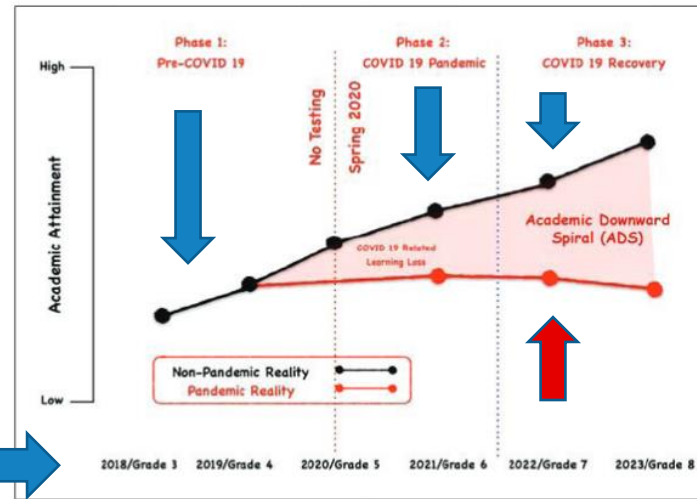 Phase 1:
Pre-COVID 19
Phase 2:
COVID 19 Pandemic
Phase 3:
COVID 19 Recovery
High
No Testing
Spring 2020
Academic Attainment
COVID 19 Related
Learning Loss
Academic Downward
Spiral (ADS)
Non-Pandemic Reality
Pandemic Reality
Low
2018/Grade 3
2019/Grade 4
2020/Grade 5
2021/Grade 6
2022/Grade 7
2023/Grade 8